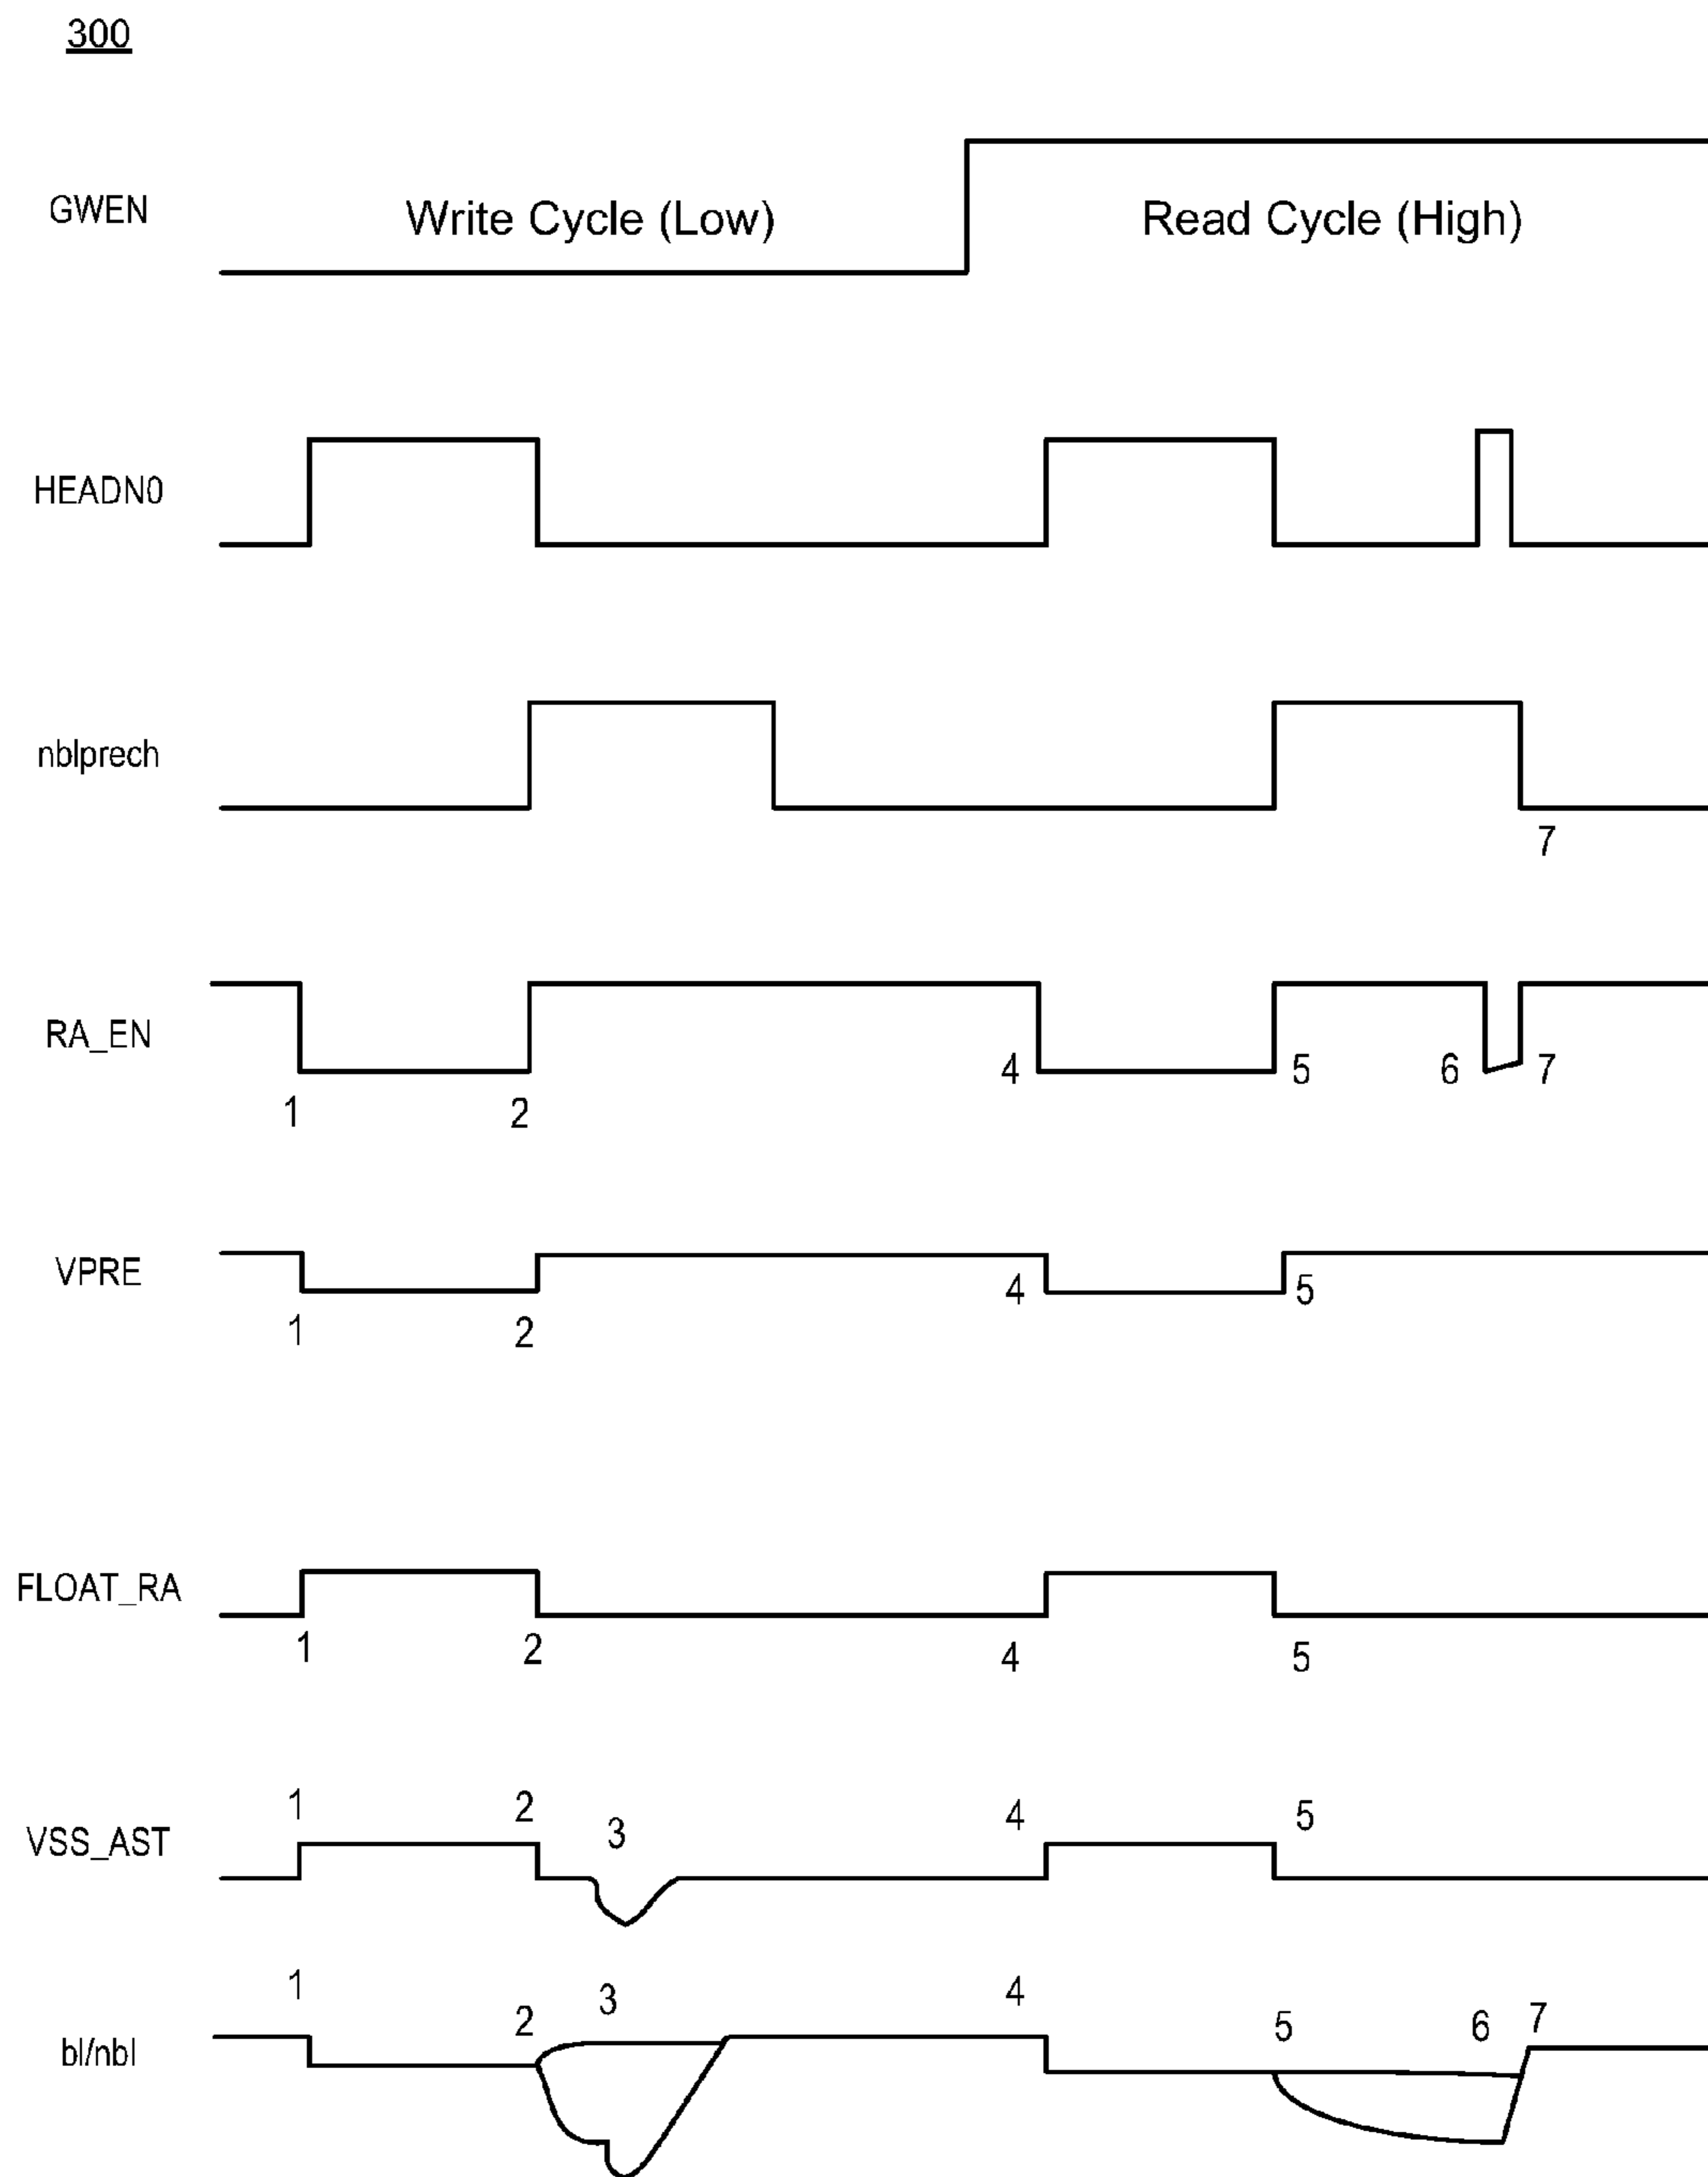 300
GWEN
Write Cycle (Low)
Read Cycle (High)
HEADN0
nblprech
7
RA_EN
1
2
4
5
6
7
VPRE
1
2
4
5
FLOAT_RA
1
2
4
5
VSS_AST
1
2
3
4
5
bl/nbl
1
2
3
4
5
6
7